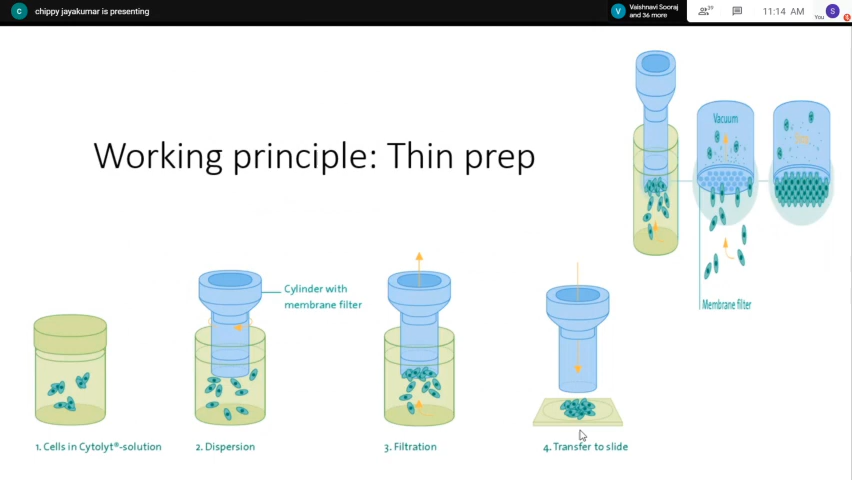 c chippy jayakumar is presenting
V Vaishnavi Sooraj
and 36 more
39
11:14 AM
You
S
Working principle: Thin prep
Vacuum
Membrane filter
Cylinder with
membrane filter
1. Cells in Cytolyt®-solution
2. Dispersion
3. Filtration
4. Transfer to slide